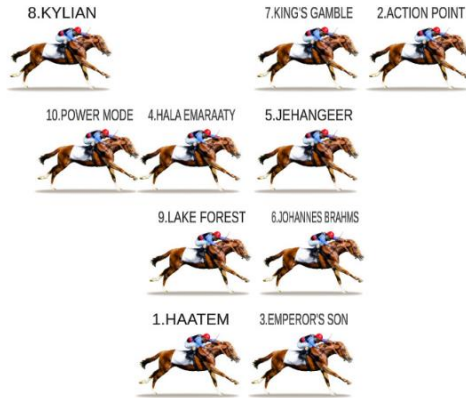 8.KYLIAN 7.KING'S GAMBLE 2.ACTION POINT
10.POWER MODE 4.HALA EMARAATY 5.JEHANGEER
9.LAKE FOREST 6.JOHANNES BRAHMS
1.HAATEM 3.EMPEROR'S SON